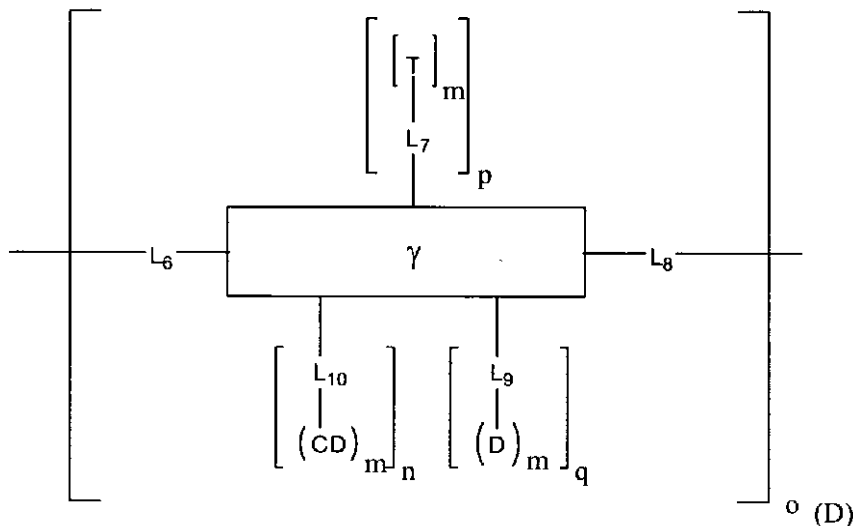 [ [ T ]m
L7 ]p
L6 γ L8
[ L10 [ L9
(CD)m ]n (D)m ]q
o (D)